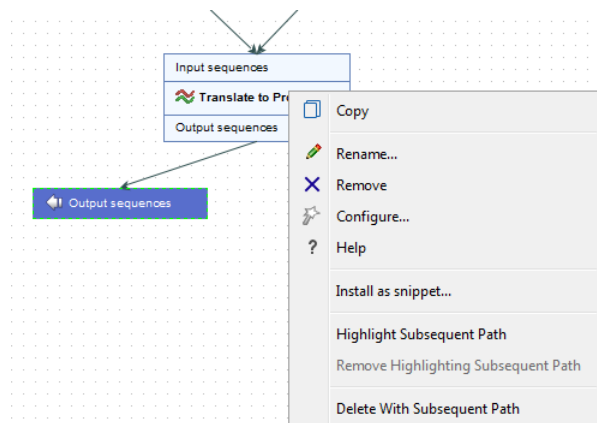 Input sequences
Translate to Pr
Output sequences
Output sequences
Copy
Rename...
Remove
Configure...
? Help
Install as snippet...
Highlight Subsequent Path
Remove Highlighting Subsequent Path
Delete With Subsequent Path